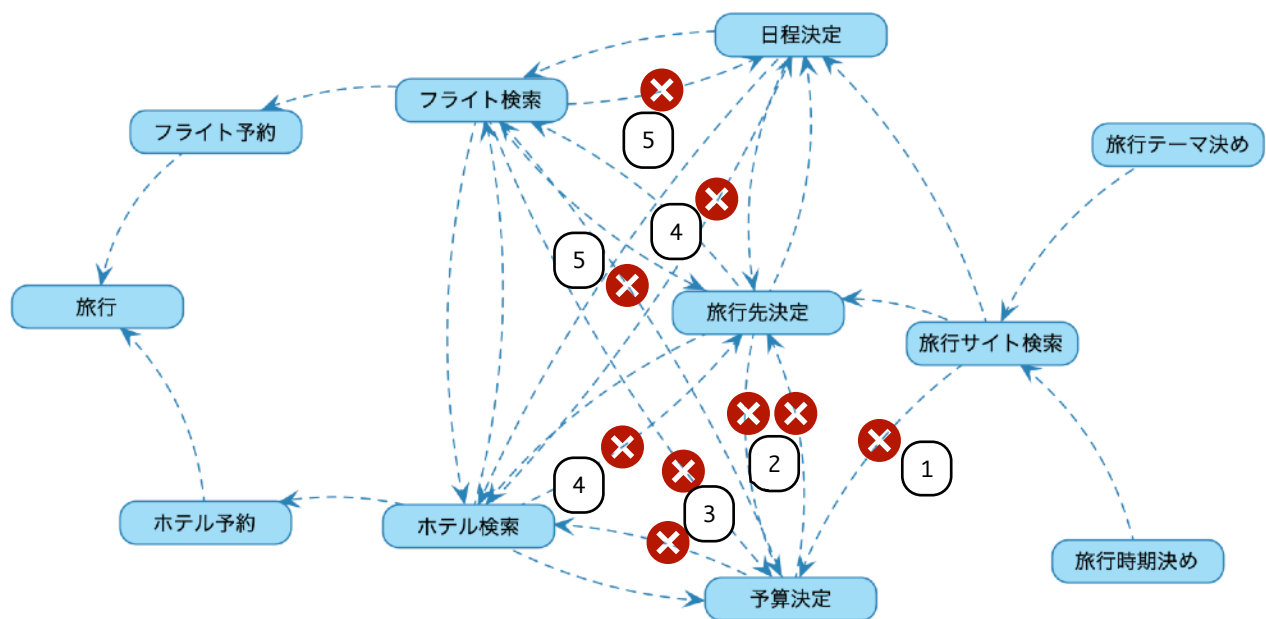 日程決定
フライト検索
フライト予約
5
旅行テーマ決め
4
5
旅行
旅行先決定
旅行サイト検索
2
1
4
3
ホテル予約
ホテル検索
旅行時期決め
予算決定